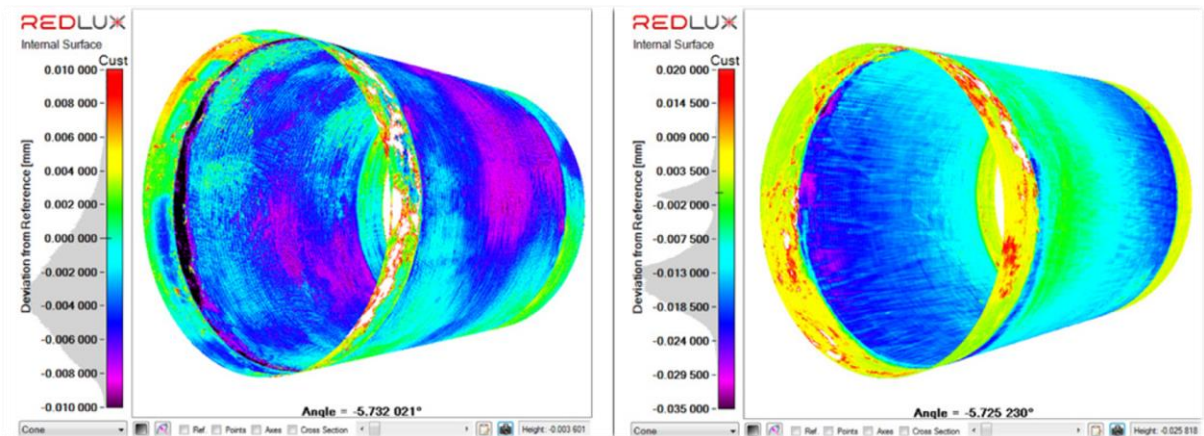 REDLUX
Internal Surface
Cust
0.010 000
0.008 000
0.006 000
0.004 000
0.002 000
0.000 000
-0.002 000
-0.004 000
-0.006 000
-0.008 000
-0.010 000
Deviation from Reference [mm]
Angle = -5.732 021°
Cone
Ref.
Points
Axes
Cross Section
Height: -0.003 601
REDLUX
Internal Surface
Cust
0.020 000
0.014 500
0.009 000
0.003 500
-0.002 000
-0.007 500
-0.013 000
-0.018 500
-0.024 000
-0.029 500
-0.035 000
Deviation from Reference [mm]
Angle = -5.725 230°
Cone
Ref.
Points
Axes
Cross Section